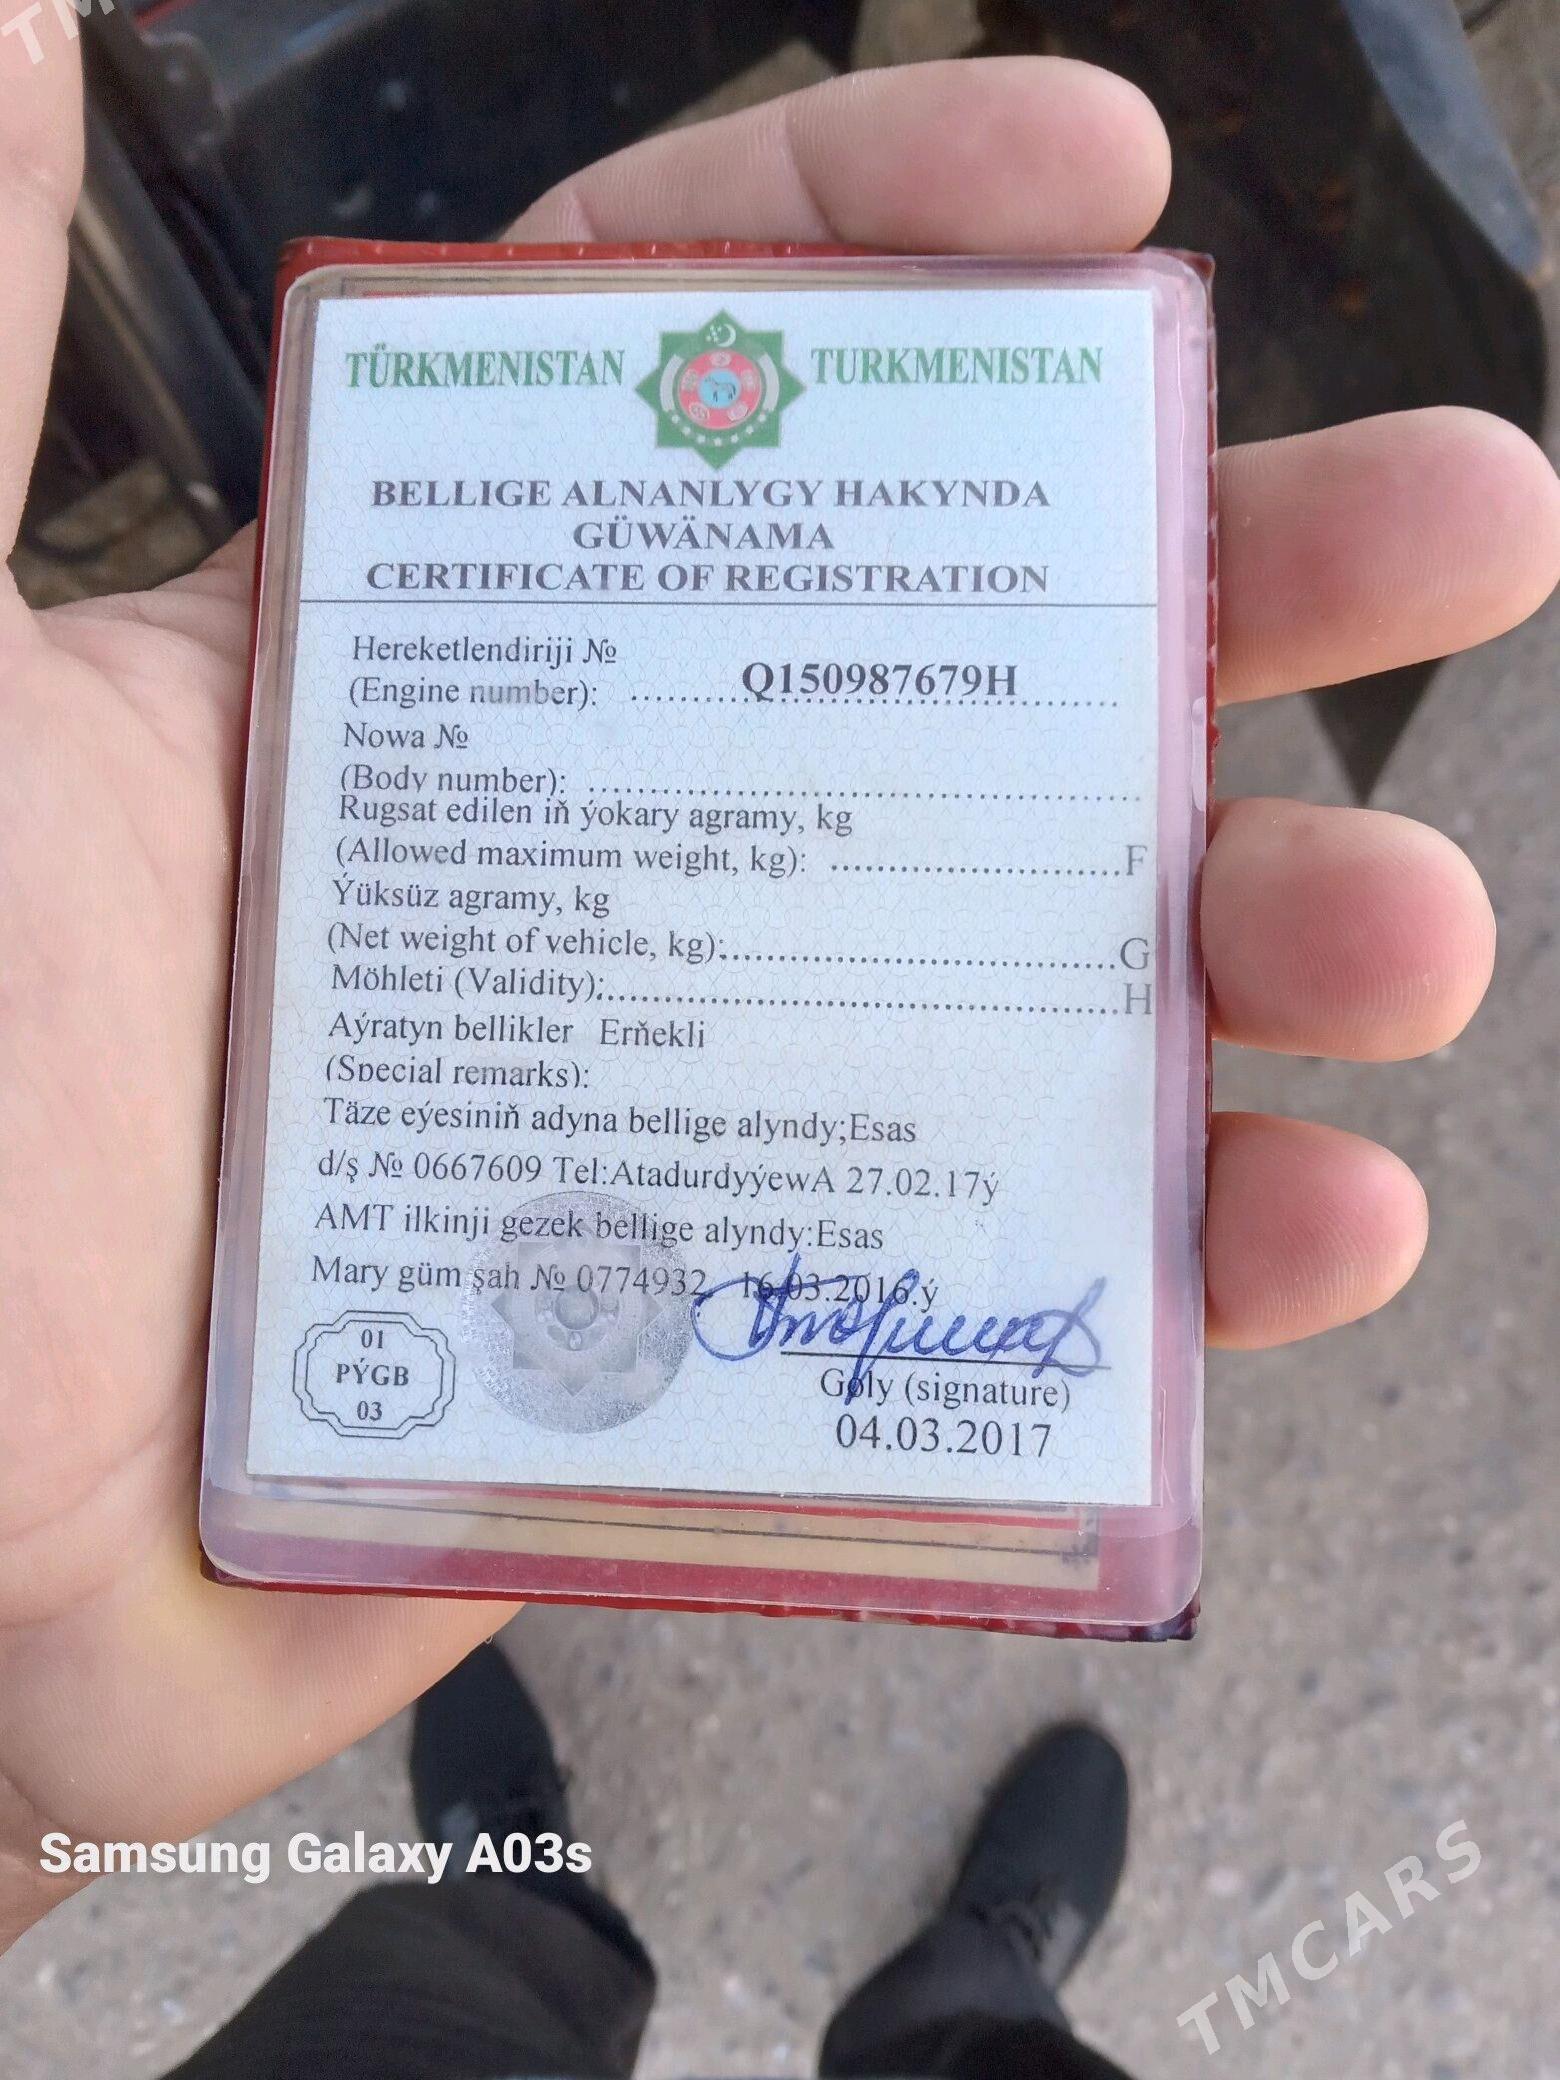 TM
TÜRKMENISTAN TURKMENISTAN
BELLIGE ALNANLYGY HAKYNDA
GÜWÄNAMA
CERTIFICATE OF REGISTRATION
Hereketlendiriji №
(Engine number): ........Q150987679H.........
Nowa №
(Body number): ..........................................
Rugsat edilen iň ýokary agramy, kg
(Allowed maximum weight, kg): ...........................F
Ýüksüz agramy, kg
(Net weight of vehicle, kg):.....................................G
Möhleti (Validity):................................................H
Aýratyn bellikler Erňekli
(Special remarks):
Täze eýesiniň adyna bellige alyndy;Esas
d/ş № 0667609 Tel:AtadurdyýewA 27.02.17ý
AMT ilkinji gezek bellige alyndy:Esas
Mary güm şah № 0774932 16.03.2016.ý
01
PÝGB
03
Goly (signature)
04.03.2017
Samsung Galaxy A03s
TMCARS